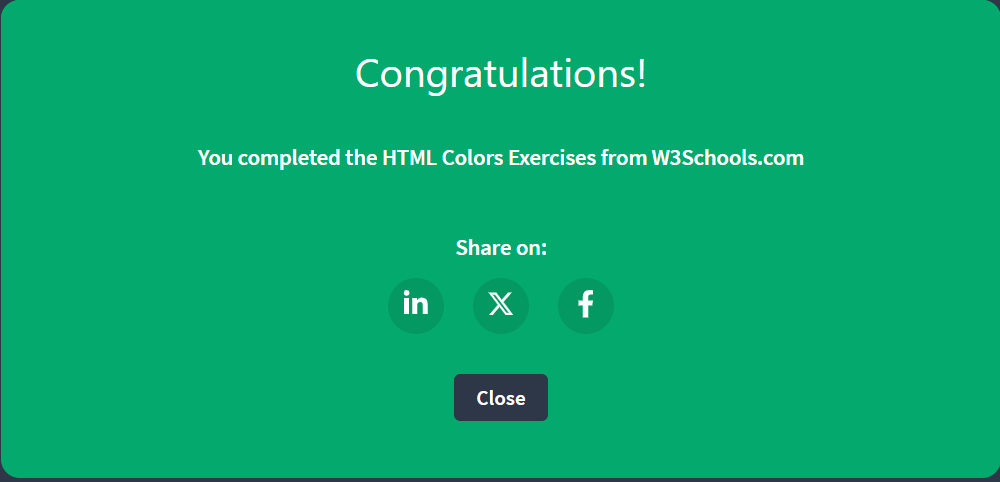 Congratulations!
You completed the HTML Colors Exercises from W3Schools.com
Share on:
in X f
Close